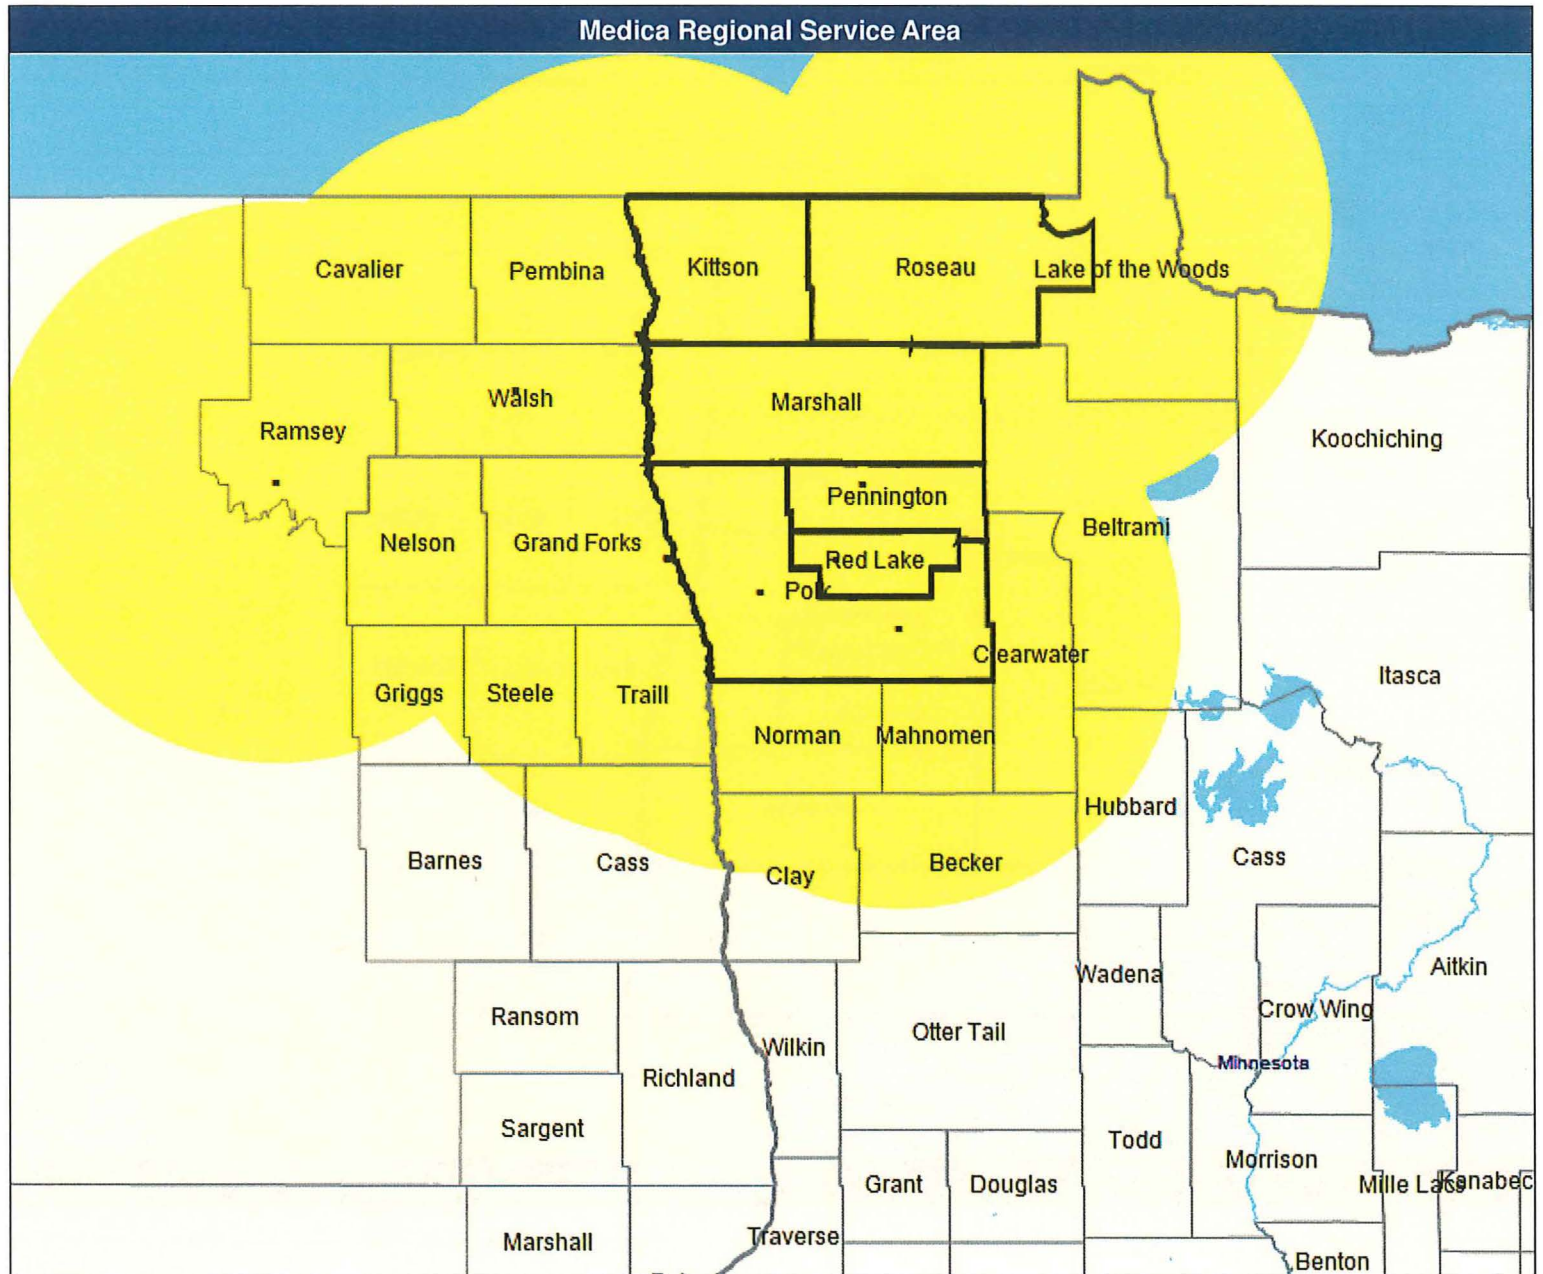 Medica Regional Service Area
Cavalier
Pembina
Kittson
Roseau
Lake of the Woods
Walsh
Marshall
Ramsey
Koochiching
Pennington
Nelson
Grand Forks
Red Lake
Beltrami
Polk
Clearwater
Griggs
Steele
Traill
Itasca
Norman
Mahnomen
Hubbard
Barnes
Cass
Clay
Becker
Cass
Wadena
Aitkin
Ransom
Crow Wing
Otter Tail
Wilkin
Minnesota
Richland
Sargent
Todd
Morrison
Grant
Douglas
Mille Lacs
Kanabec
Marshall
Traverse
Benton